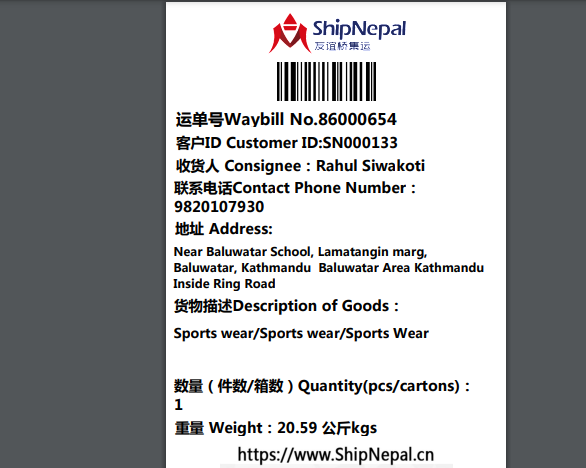 ShipNepal
友谊桥集运
运单号Waybill No.86000654
客户ID Customer ID:SN000133
收货人 Consignee：Rahul Siwakoti
联系电话Contact Phone Number：
9820107930
地址 Address:
Near Baluwatar School, Lamatangin marg,
Baluwatar, Kathmandu  Baluwatar Area Kathmandu
Inside Ring Road
货物描述Description of Goods：
Sports wear/Sports wear/Sports Wear
数量（件数/箱数）Quantity(pcs/cartons)：
1
重量 Weight：20.59 公斤kgs
https://www.ShipNepal.cn